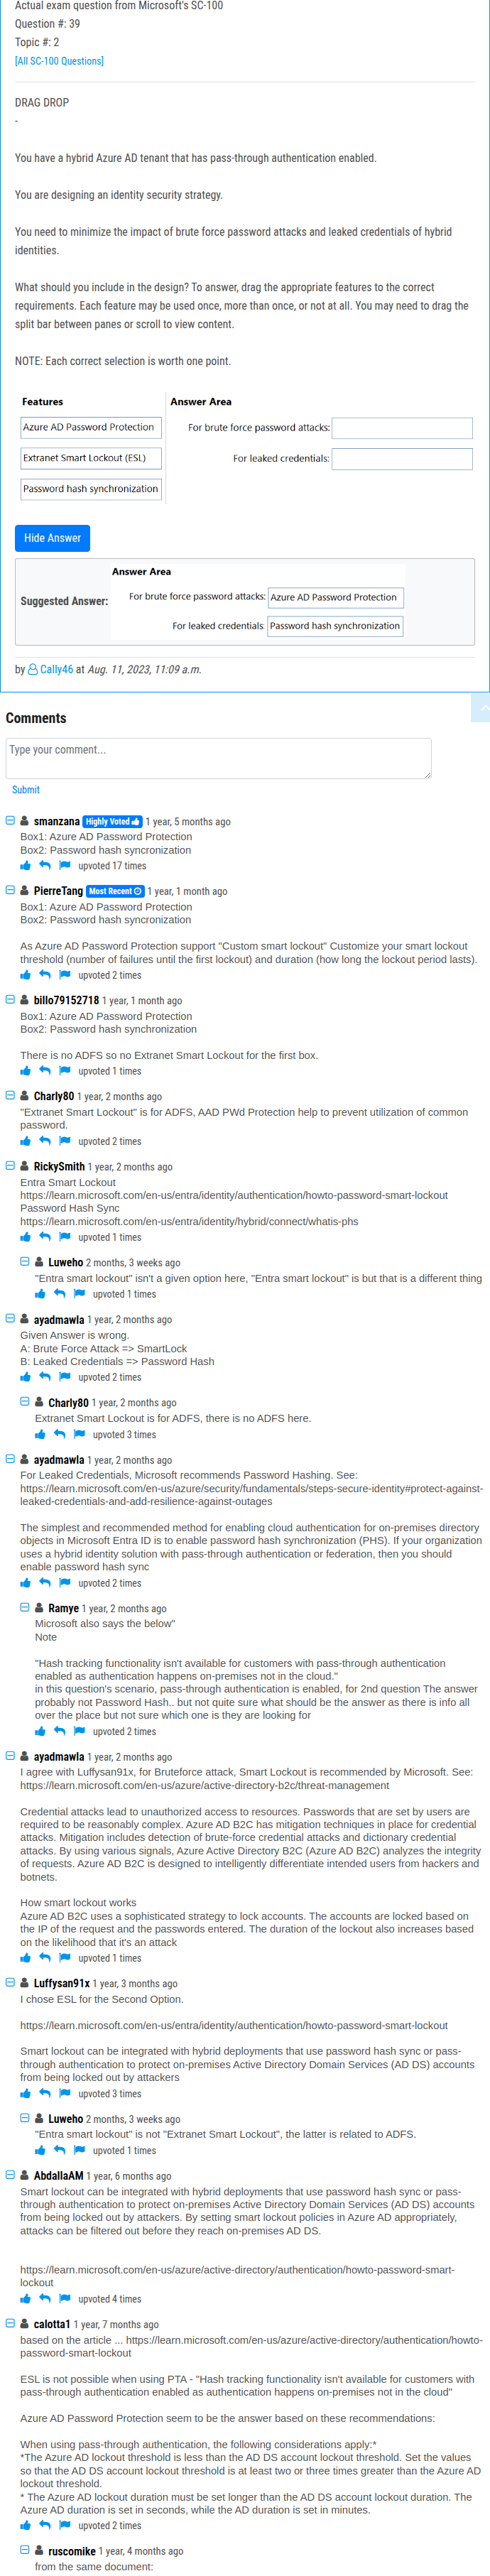 Actual exam question from Microsoft's SC-100
Question #: 39
Topic #: 2
[All SC-100 Questions]
DRAG DROP
-
You have a hybrid Azure AD tenant that has pass-through authentication enabled.
You are designing an identity security strategy.
You need to minimize the impact of brute force password attacks and leaked credentials of hybrid
identities.
What should you include in the design? To answer, drag the appropriate features to the correct
requirements. Each feature may be used once, more than once, or not at all. You may need to drag the
split bar between panes or scroll to view content.
NOTE: Each correct selection is worth one point.
Features
Answer Area
Azure AD Password Protection
For brute force password attacks:
Extranet Smart Lockout (ESL)
For leaked credentials:
Password hash synchronization
Hide Answer
Suggested Answer:
Answer Area
For brute force password attacks: Azure AD Password Protection
For leaked credentials: Password hash synchronization
by Cally46 at Aug. 11, 2023, 11:09 a.m.
Comments
Type your comment...
Submit
smanzana Highly Voted 1 year, 5 months ago
Box1: Azure AD Password Protection
Box2: Password hash syncronization
upvoted 17 times
PierreTang Most Recent 1 year, 1 month ago
Box1: Azure AD Password Protection
Box2: Password hash syncronization
As Azure AD Password Protection support "Custom smart lockout" Customize your smart lockout
threshold (number of failures until the first lockout) and duration (how long the lockout period lasts).
upvoted 2 times
billo79152718 1 year, 1 month ago
Box1: Azure AD Password Protection
Box2: Password hash synchronization
There is no ADFS so no Extranet Smart Lockout for the first box.
upvoted 1 times
Charly80 1 year, 2 months ago
"Extranet Smart Lockout" is for ADFS, AAD PWd Protection help to prevent utilization of common
password.
upvoted 2 times
RickySmith 1 year, 2 months ago
Entra Smart Lockout
https://learn.microsoft.com/en-us/entra/identity/authentication/howto-password-smart-lockout
Password Hash Sync
https://learn.microsoft.com/en-us/entra/identity/hybrid/connect/whatis-phs
upvoted 1 times
Luweho 2 months, 3 weeks ago
"Entra smart lockout" isn't a given option here, "Entra smart lockout" is but that is a different thing
upvoted 1 times
ayadmawla 1 year, 2 months ago
Given Answer is wrong.
A: Brute Force Attack => SmartLock
B: Leaked Credentials => Password Hash
upvoted 2 times
Charly80 1 year, 2 months ago
Extranet Smart Lockout is for ADFS, there is no ADFS here.
upvoted 3 times
ayadmawla 1 year, 2 months ago
For Leaked Credentials, Microsoft recommends Password Hashing. See:
https://learn.microsoft.com/en-us/azure/security/fundamentals/steps-secure-identity#protect-against-
leaked-credentials-and-add-resilience-against-outages
The simplest and recommended method for enabling cloud authentication for on-premises directory
objects in Microsoft Entra ID is to enable password hash synchronization (PHS). If your organization
uses a hybrid identity solution with pass-through authentication or federation, then you should
enable password hash sync
upvoted 2 times
Ramye 1 year, 2 months ago
Microsoft also says the below"
Note
"Hash tracking functionality isn't available for customers with pass-through authentication
enabled as authentication happens on-premises not in the cloud."
in this question's scenario, pass-through authentication is enabled, for 2nd question The answer
probably not Password Hash.. but not quite sure what should be the answer as there is info all
over the place but not sure which one is they are looking for
upvoted 2 times
ayadmawla 1 year, 2 months ago
I agree with Luffysan91x, for Bruteforce attack, Smart Lockout is recommended by Microsoft. See:
https://learn.microsoft.com/en-us/azure/active-directory-b2c/threat-management
Credential attacks lead to unauthorized access to resources. Passwords that are set by users are
required to be reasonably complex. Azure AD B2C has mitigation techniques in place for credential
attacks. Mitigation includes detection of brute-force credential attacks and dictionary credential
attacks. By using various signals, Azure Active Directory B2C (Azure AD B2C) analyzes the integrity
of requests. Azure AD B2C is designed to intelligently differentiate intended users from hackers and
botnets.
How smart lockout works
Azure AD B2C uses a sophisticated strategy to lock accounts. The accounts are locked based on
the IP of the request and the passwords entered. The duration of the lockout also increases based
on the likelihood that it's an attack
upvoted 1 times
Luffysan91x 1 year, 3 months ago
I chose ESL for the Second Option.
https://learn.microsoft.com/en-us/entra/identity/authentication/howto-password-smart-lockout
Smart lockout can be integrated with hybrid deployments that use password hash sync or pass-
through authentication to protect on-premises Active Directory Domain Services (AD DS) accounts
from being locked out by attackers
upvoted 3 times
Luweho 2 months, 3 weeks ago
"Entra smart lockout" is not "Extranet Smart Lockout", the latter is related to ADFS.
upvoted 1 times
AbdallaAM 1 year, 6 months ago
Smart lockout can be integrated with hybrid deployments that use password hash sync or pass-
through authentication to protect on-premises Active Directory Domain Services (AD DS) accounts
from being locked out by attackers. By setting smart lockout policies in Azure AD appropriately,
attacks can be filtered out before they reach on-premises AD DS.
https://learn.microsoft.com/en-us/azure/active-directory/authentication/howto-password-smart-
lockout
upvoted 4 times
calotta1 1 year, 7 months ago
based on the article ... https://learn.microsoft.com/en-us/azure/active-directory/authentication/howto-
password-smart-lockout
ESL is not possible when using PTA - "Hash tracking functionality isn't available for customers with
pass-through authentication enabled as authentication happens on-premises not in the cloud"
Azure AD Password Protection seem to be the answer based on these recommendations:
When using pass-through authentication, the following considerations apply:*
*The Azure AD lockout threshold is less than the AD DS account lockout threshold. Set the values
so that the AD DS account lockout threshold is at least two or three times greater than the Azure AD
lockout threshold.
* The Azure AD lockout duration must be set longer than the AD DS account lockout duration. The
Azure AD duration is set in seconds, while the AD duration is set in minutes.
upvoted 2 times
ruscomike 1 year, 4 months ago
from the same document: